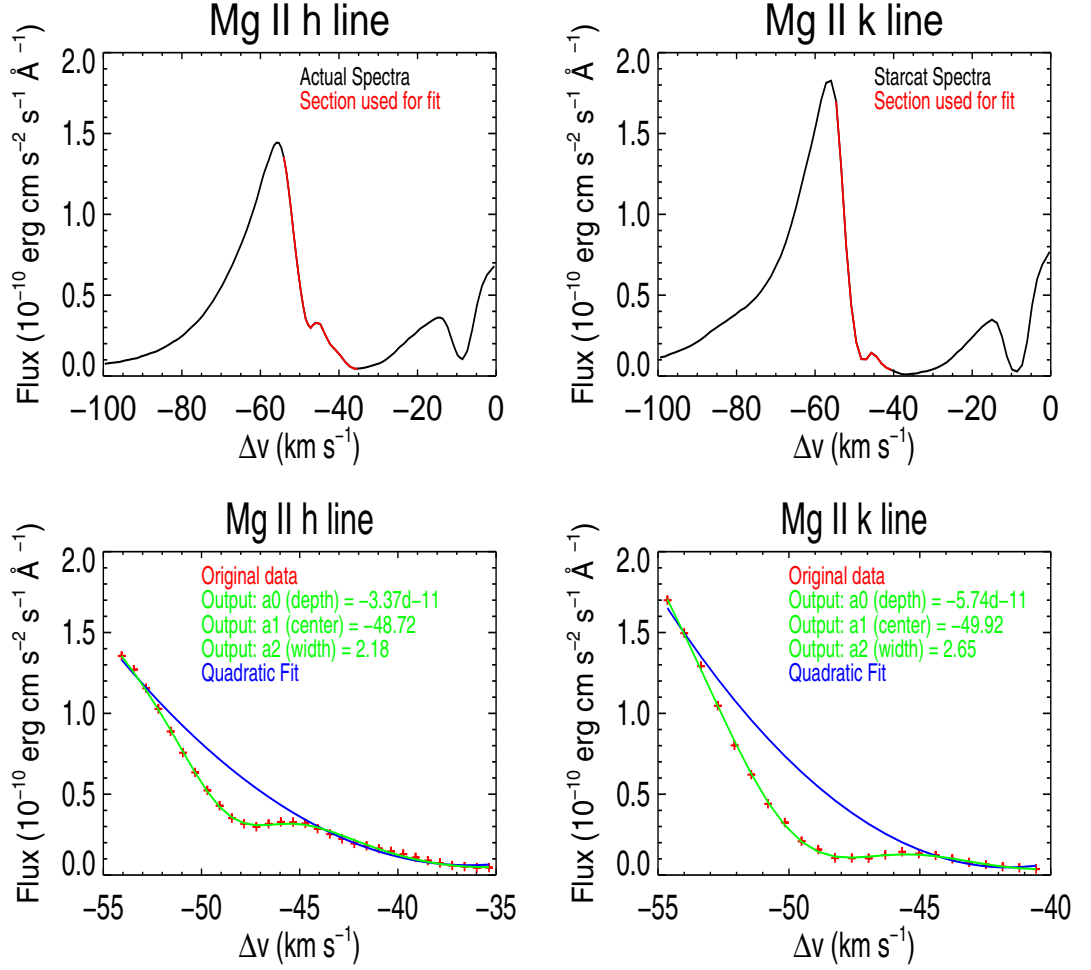 Mg II h line
Flux (10−10 erg cm s−2 s−1 Å−1)
2.0
1.5
1.0
0.5
0.0
Actual Spectra
Section used for fit
−100 −80 −60 −40 −20 0
Δv (km s−1)
Mg II k line
Flux (10−10 erg cm s−2 s−1 Å−1)
2.0
1.5
1.0
0.5
0.0
Starcat Spectra
Section used for fit
−100 −80 −60 −40 −20 0
Δv (km s−1)
Mg II h line
Flux (10−10 erg cm s−2 s−1 Å−1)
2.0
1.5
1.0
0.5
0.0
Original data
Output: a0 (depth) = −3.37d−11
Output: a1 (center) = −48.72
Output: a2 (width) = 2.18
Quadratic Fit
−55 −50 −45 −40 −35
Δv (km s−1)
Mg II k line
Flux (10−10 erg cm s−2 s−1 Å−1)
2.0
1.5
1.0
0.5
0.0
Original data
Output: a0 (depth) = −5.74d−11
Output: a1 (center) = −49.92
Output: a2 (width) = 2.65
Quadratic Fit
−55 −50 −45 −40
Δv (km s−1)